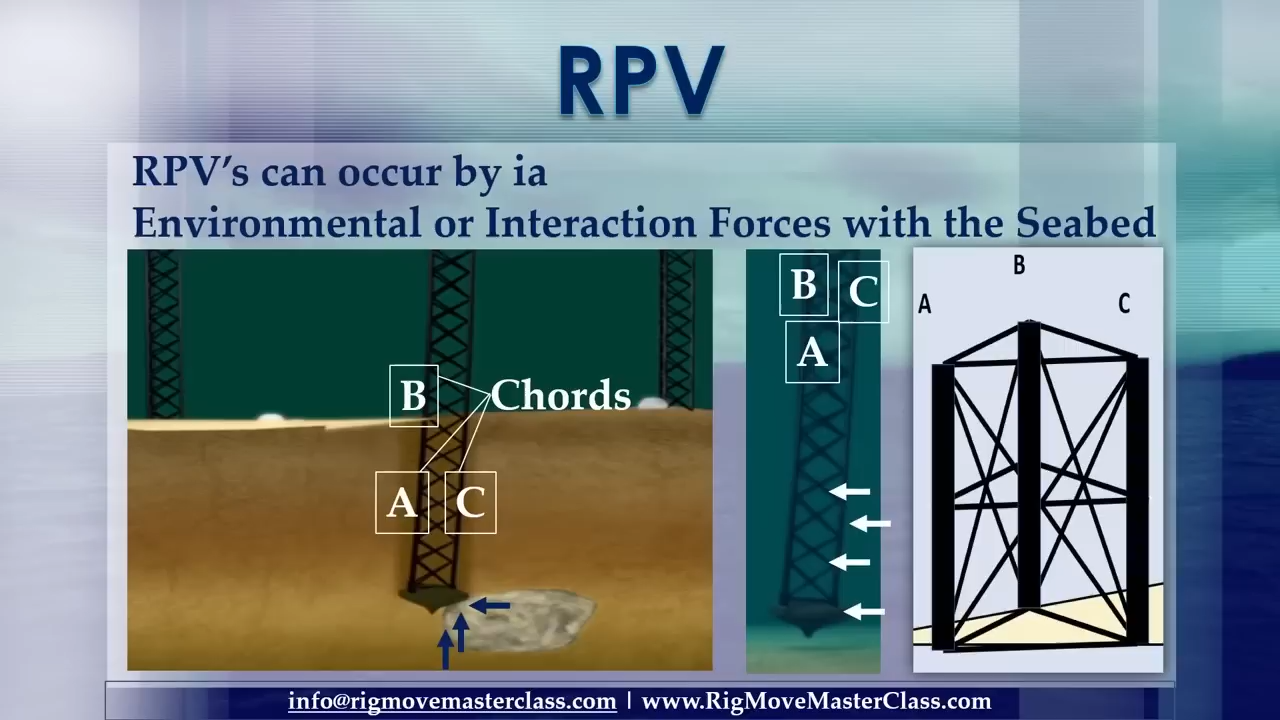 RPV
RPV's can occur by ia
Environmental or Interaction Forces with the Seabed
B
Chords
A
C
B
C
A
B
A
C
info@rigmovemasterclass.com | www.RigMoveMasterClass.com